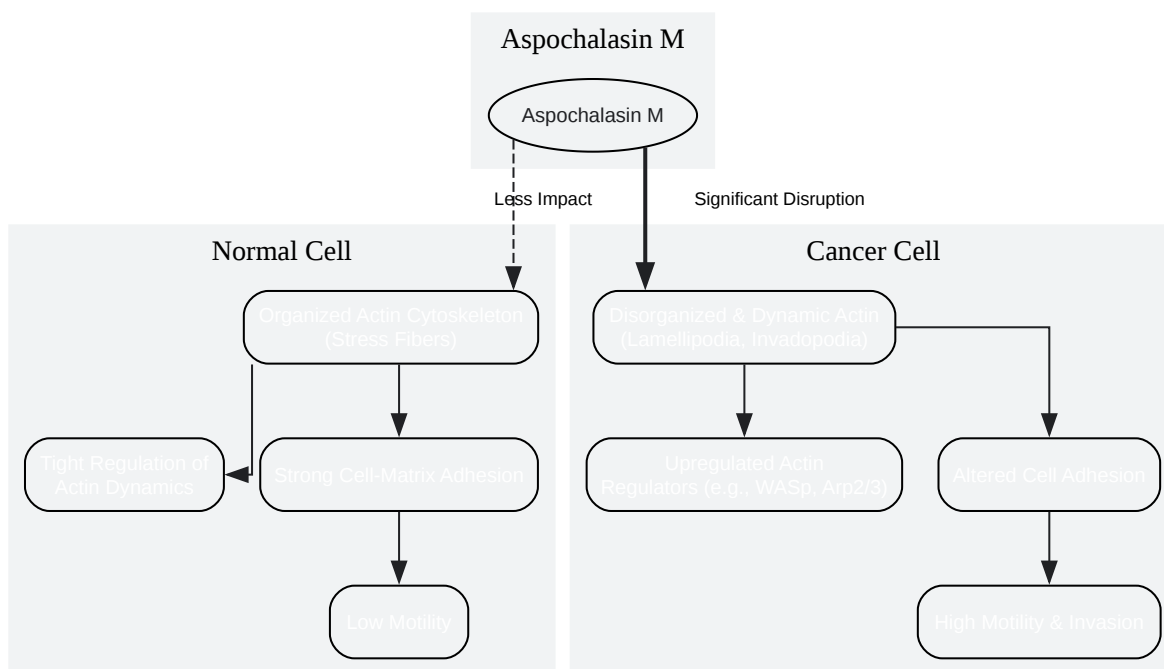 Aspochalasin M
Aspochalasin M
Less Impact
Significant Disruption
Normal Cell
Organized Actin Cytoskeleton
(Stress Fibers)
Tight Regulation of
Actin Dynamics
Strong Cell-Matrix Adhesion
Low Motility
Cancer Cell
Disorganized & Dynamic Actin
(Lamellipodia, Invadopodia)
Upregulated Actin
Regulators (e.g., WASp, Arp2/3)
Altered Cell Adhesion
High Motility & Invasion